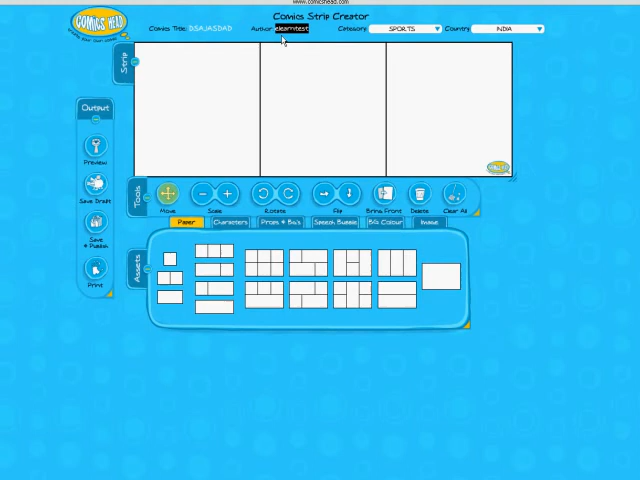 www.comicshead.com
COMICS HEAD
Comics Strip Creator
Comics Title: DSAJASDAD Author: elearntest Category SPORTS Country INDIA
Strip
Output
Preview
Save Draft
Save
+ Publish
Print
Tools
Move Scale Rotate Flip Bring Front Delete Clear All
Paper Characters Props + BG's Speech Bubble BG Colour Image
Assets